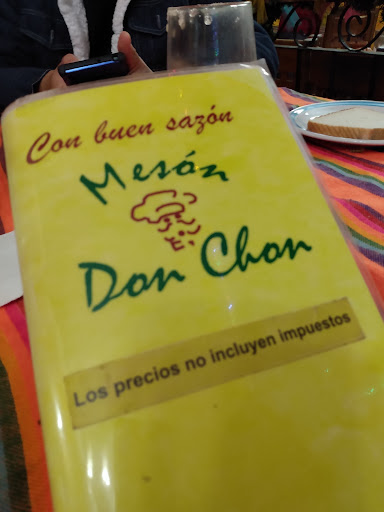 Con buen sazón
Mesón
Don Chon
Los precios no incluyen impuestos